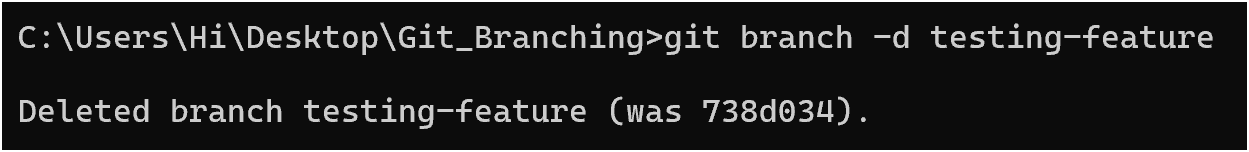 C:\Users\Hi\Desktop\Git_Branching>git branch -d testing-feature
Deleted branch testing-feature (was 738d034).